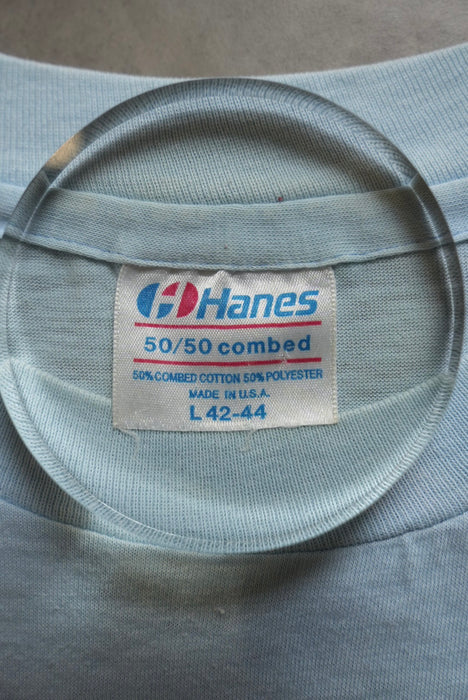 Hanes
50/50 combed
50% COMBED COTTON 50% POLYESTER
MADE IN U.S.A.
L 42-44